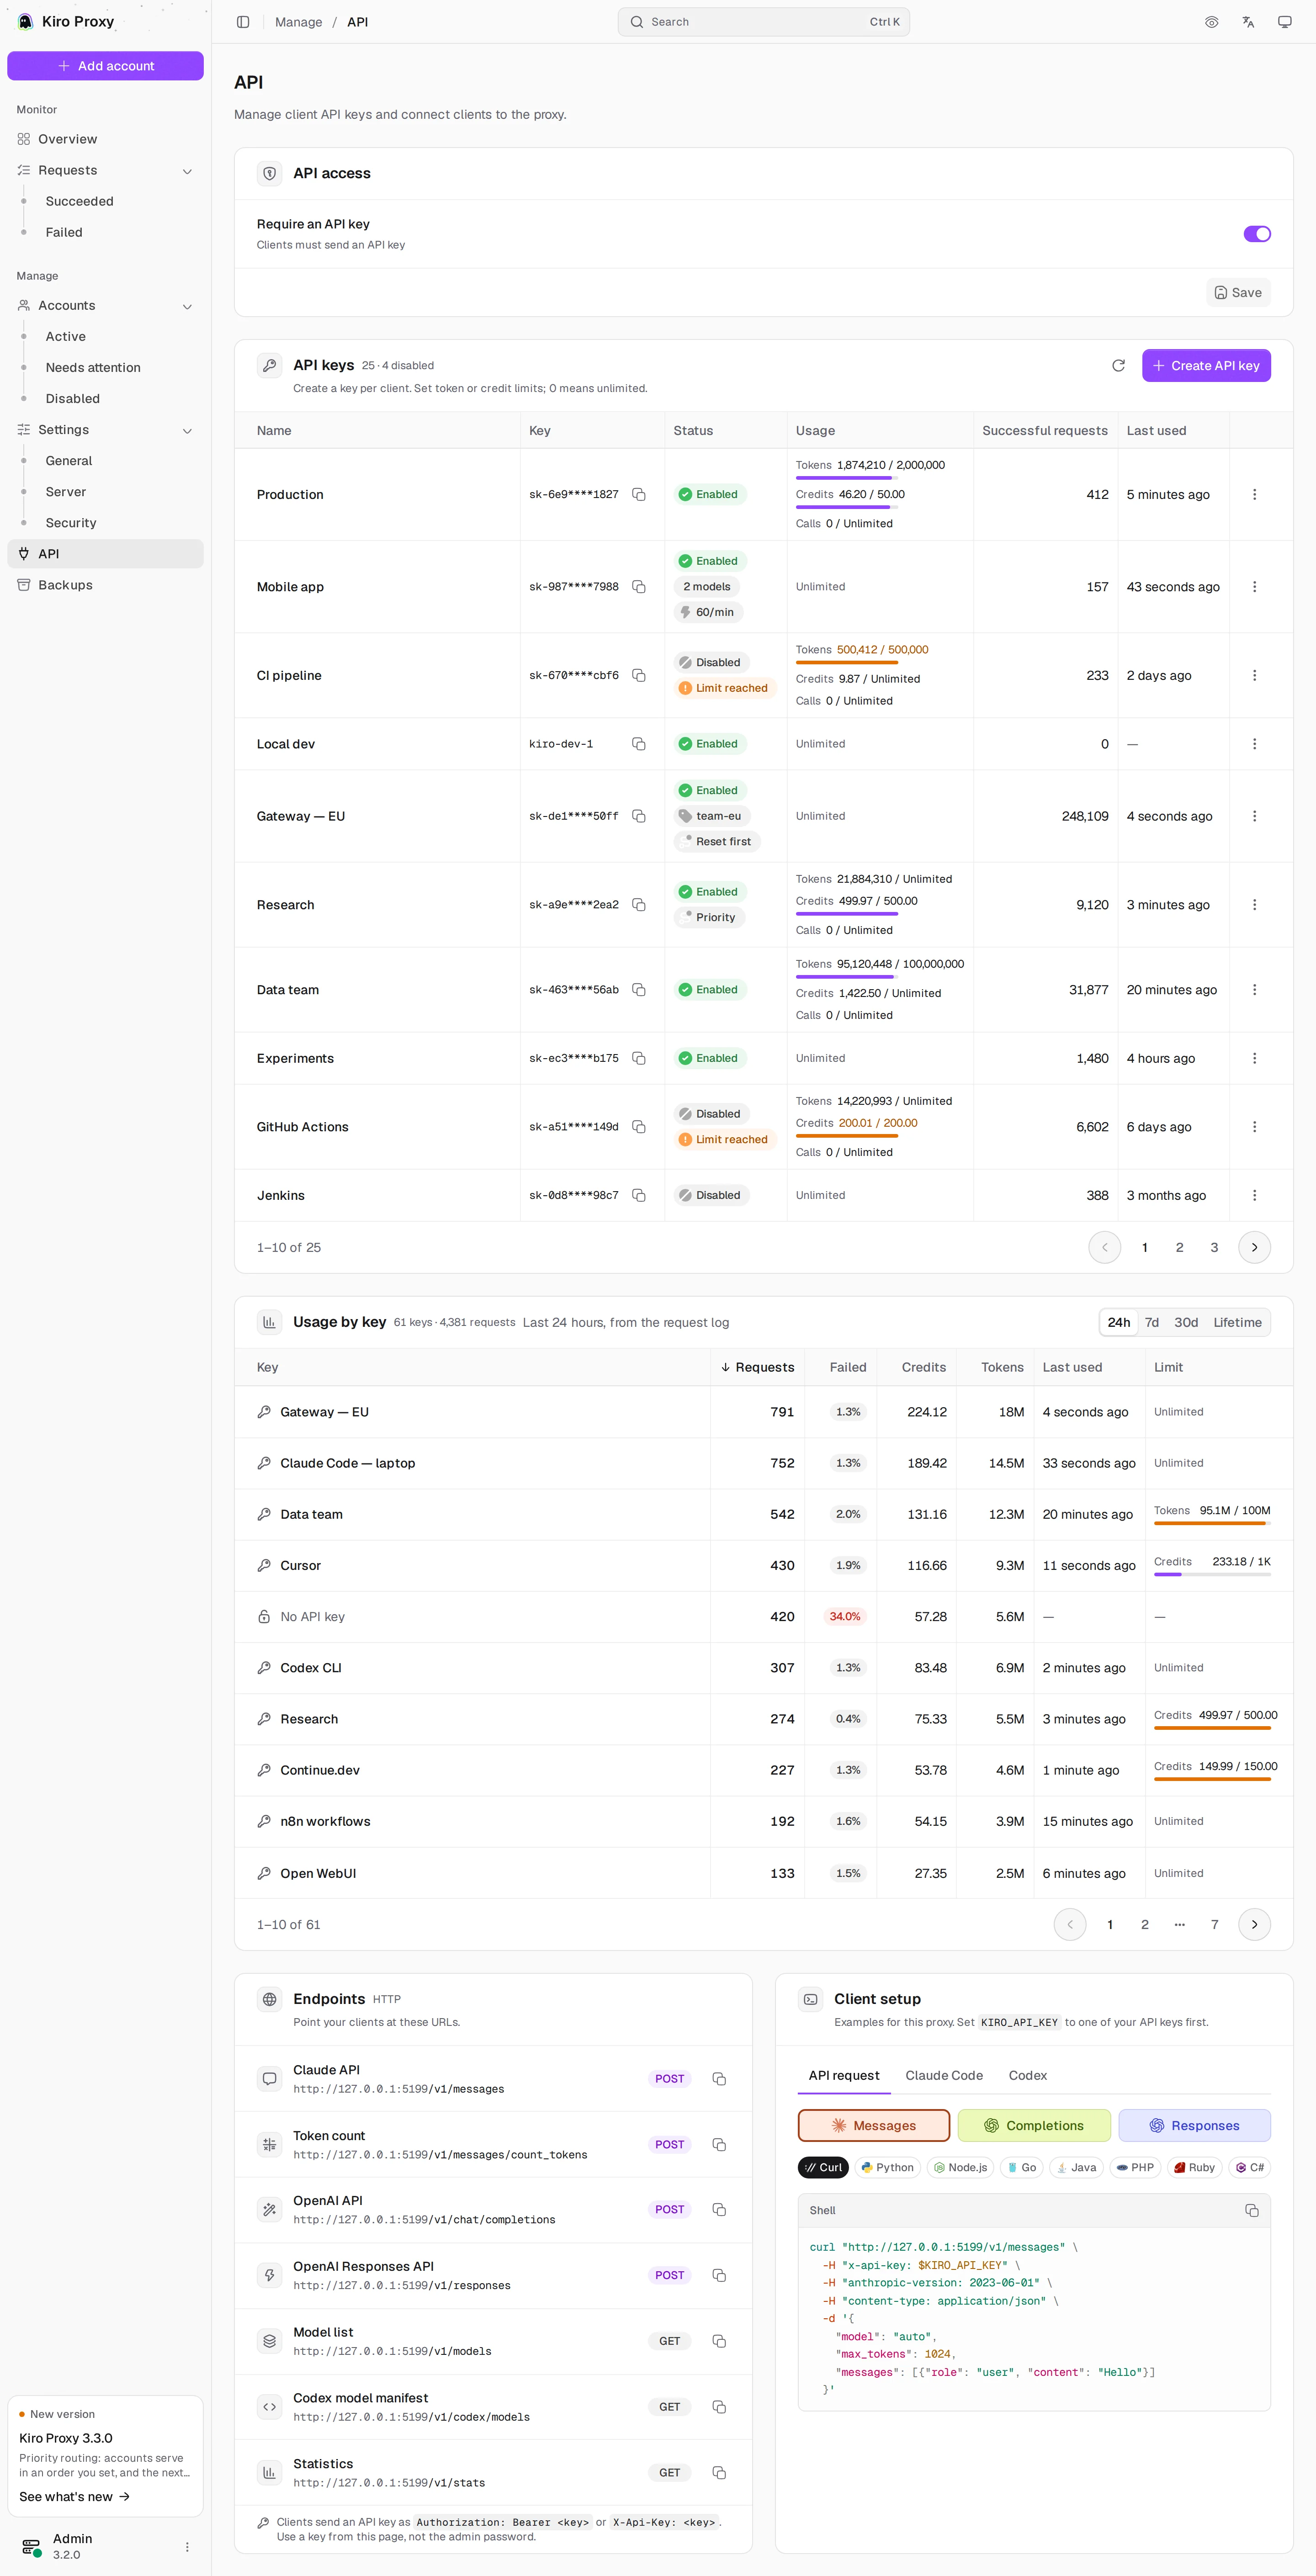 Kiro Proxy
Manage / API
Search
Ctrl K
Add account
Monitor
Overview
Requests
Succeeded
Failed
Manage
Accounts
Active
Needs attention
Disabled
Settings
General
Server
Security
API
Backups
New version
Kiro Proxy 3.3.0
Priority routing: accounts serve
in an order you set, and the next...
See what's new →
Admin
3.2.0
API
Manage client API keys and connect clients to the proxy.
API access
Require an API key
Clients must send an API key
Save
API keys 25 · 4 disabled
Create API key
Create a key per client. Set token or credit limits; 0 means unlimited.
Name Key Status Usage Successful requests Last used
Production sk-6e9****1827 Enabled Tokens 1,874,210 / 2,000,000 412 5 minutes ago
Credits 46.20 / 50.00
Calls 0 / Unlimited
Mobile app sk-987****7988 Enabled Unlimited 157 43 seconds ago
2 models
60/min
CI pipeline sk-670****cbf6 Disabled Tokens 500,412 / 500,000 233 2 days ago
Limit reached Credits 9.87 / Unlimited
Calls 0 / Unlimited
Local dev kiro-dev-1 Enabled Unlimited 0 —
Gateway — EU sk-de1****50ff Enabled Unlimited 248,109 4 seconds ago
team-eu
Reset first
Research sk-a9e****2ea2 Enabled Tokens 21,884,310 / Unlimited 9,120 3 minutes ago
Priority Credits 499.97 / 500.00
Calls 0 / Unlimited
Data team sk-463****56ab Enabled Tokens 95,120,448 / 100,000,000 31,877 20 minutes ago
Credits 1,422.50 / Unlimited
Calls 0 / Unlimited
Experiments sk-ec3****b175 Enabled Unlimited 1,480 4 hours ago
GitHub Actions sk-a51****149d Disabled Tokens 14,220,993 / Unlimited 6,602 6 days ago
Limit reached Credits 200.01 / 200.00
Calls 0 / Unlimited
Jenkins sk-0d8****98c7 Disabled Unlimited 388 3 months ago
1–10 of 25 1 2 3
Usage by key 61 keys · 4,381 requests Last 24 hours, from the request log
24h 7d 30d Lifetime
Key ↓ Requests Failed Credits Tokens Last used Limit
Gateway — EU 791 1.3% 224.12 18M 4 seconds ago Unlimited
Claude Code — laptop 752 1.3% 189.42 14.5M 33 seconds ago Unlimited
Data team 542 2.0% 131.16 12.3M 20 minutes ago Tokens 95.1M / 100M
Cursor 430 1.9% 116.66 9.3M 11 seconds ago Credits 233.18 / 1K
No API key 420 34.0% 57.28 5.6M — —
Codex CLI 307 1.3% 83.48 6.9M 2 minutes ago Unlimited
Research 274 0.4% 75.33 5.5M 3 minutes ago Credits 499.97 / 500.00
Continue.dev 227 1.3% 53.78 4.6M 1 minute ago Credits 149.99 / 150.00
n8n workflows 192 1.6% 54.15 3.9M 15 minutes ago Unlimited
Open WebUI 133 1.5% 27.35 2.5M 6 minutes ago Unlimited
1–10 of 61 1 2 ··· 7
Endpoints HTTP
Point your clients at these URLs.
Claude API
http://127.0.0.1:5199/v1/messages
POST
Token count
http://127.0.0.1:5199/v1/messages/count_tokens
POST
OpenAI API
http://127.0.0.1:5199/v1/chat/completions
POST
OpenAI Responses API
http://127.0.0.1:5199/v1/responses
POST
Model list
http://127.0.0.1:5199/v1/models
GET
Codex model manifest
http://127.0.0.1:5199/v1/codex/models
GET
Statistics
http://127.0.0.1:5199/v1/stats
GET
Clients send an API key as Authorization: Bearer <key> or X-Api-Key: <key>.
Use a key from this page, not the admin password.
Client setup
Examples for this proxy. Set KIRO_API_KEY to one of your API keys first.
API request Claude Code Codex
Messages Completions Responses
Curl Python Node.js Go Java PHP Ruby C#
Shell
curl "http://127.0.0.1:5199/v1/messages" \
-H "x-api-key: $KIRO_API_KEY" \
-H "anthropic-version: 2023-06-01" \
-H "content-type: application/json" \
-d '{
"model": "auto",
"max_tokens": 1024,
"messages": [{"role": "user", "content": "Hello"}]
}'